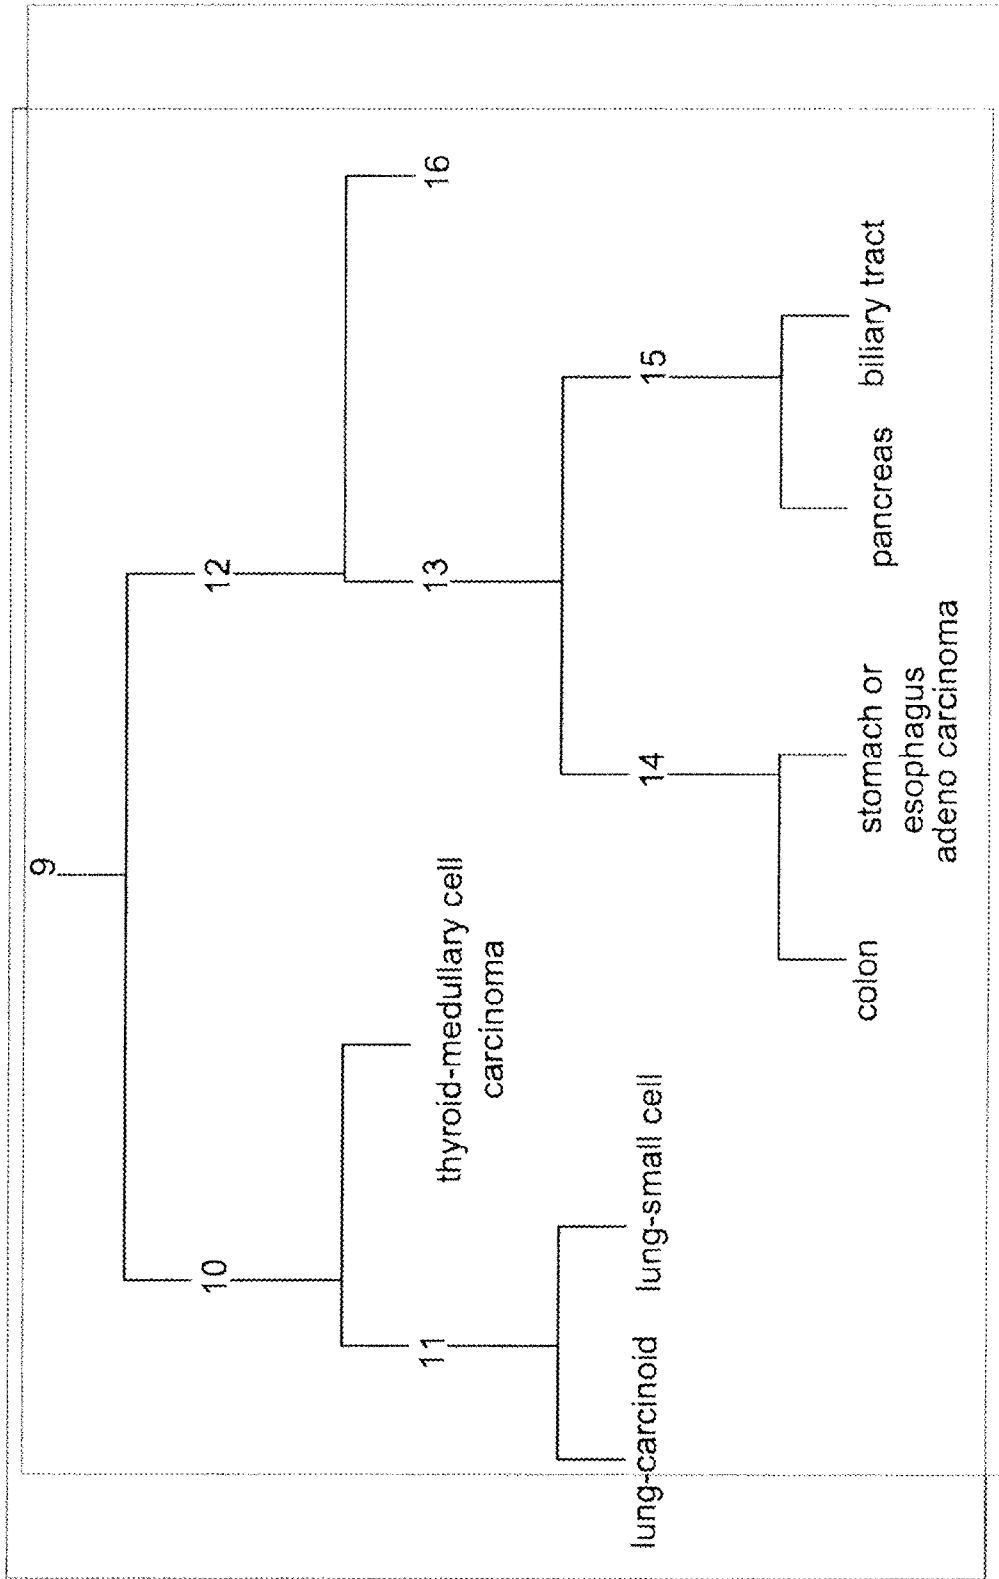 9
10
12
11
thyroid-medullary cell
carcinoma
13
16
lung-carcinoid
lung-small cell
14
15
colon
stomach or
esophagus
adeno carcinoma
pancreas
biliary tract